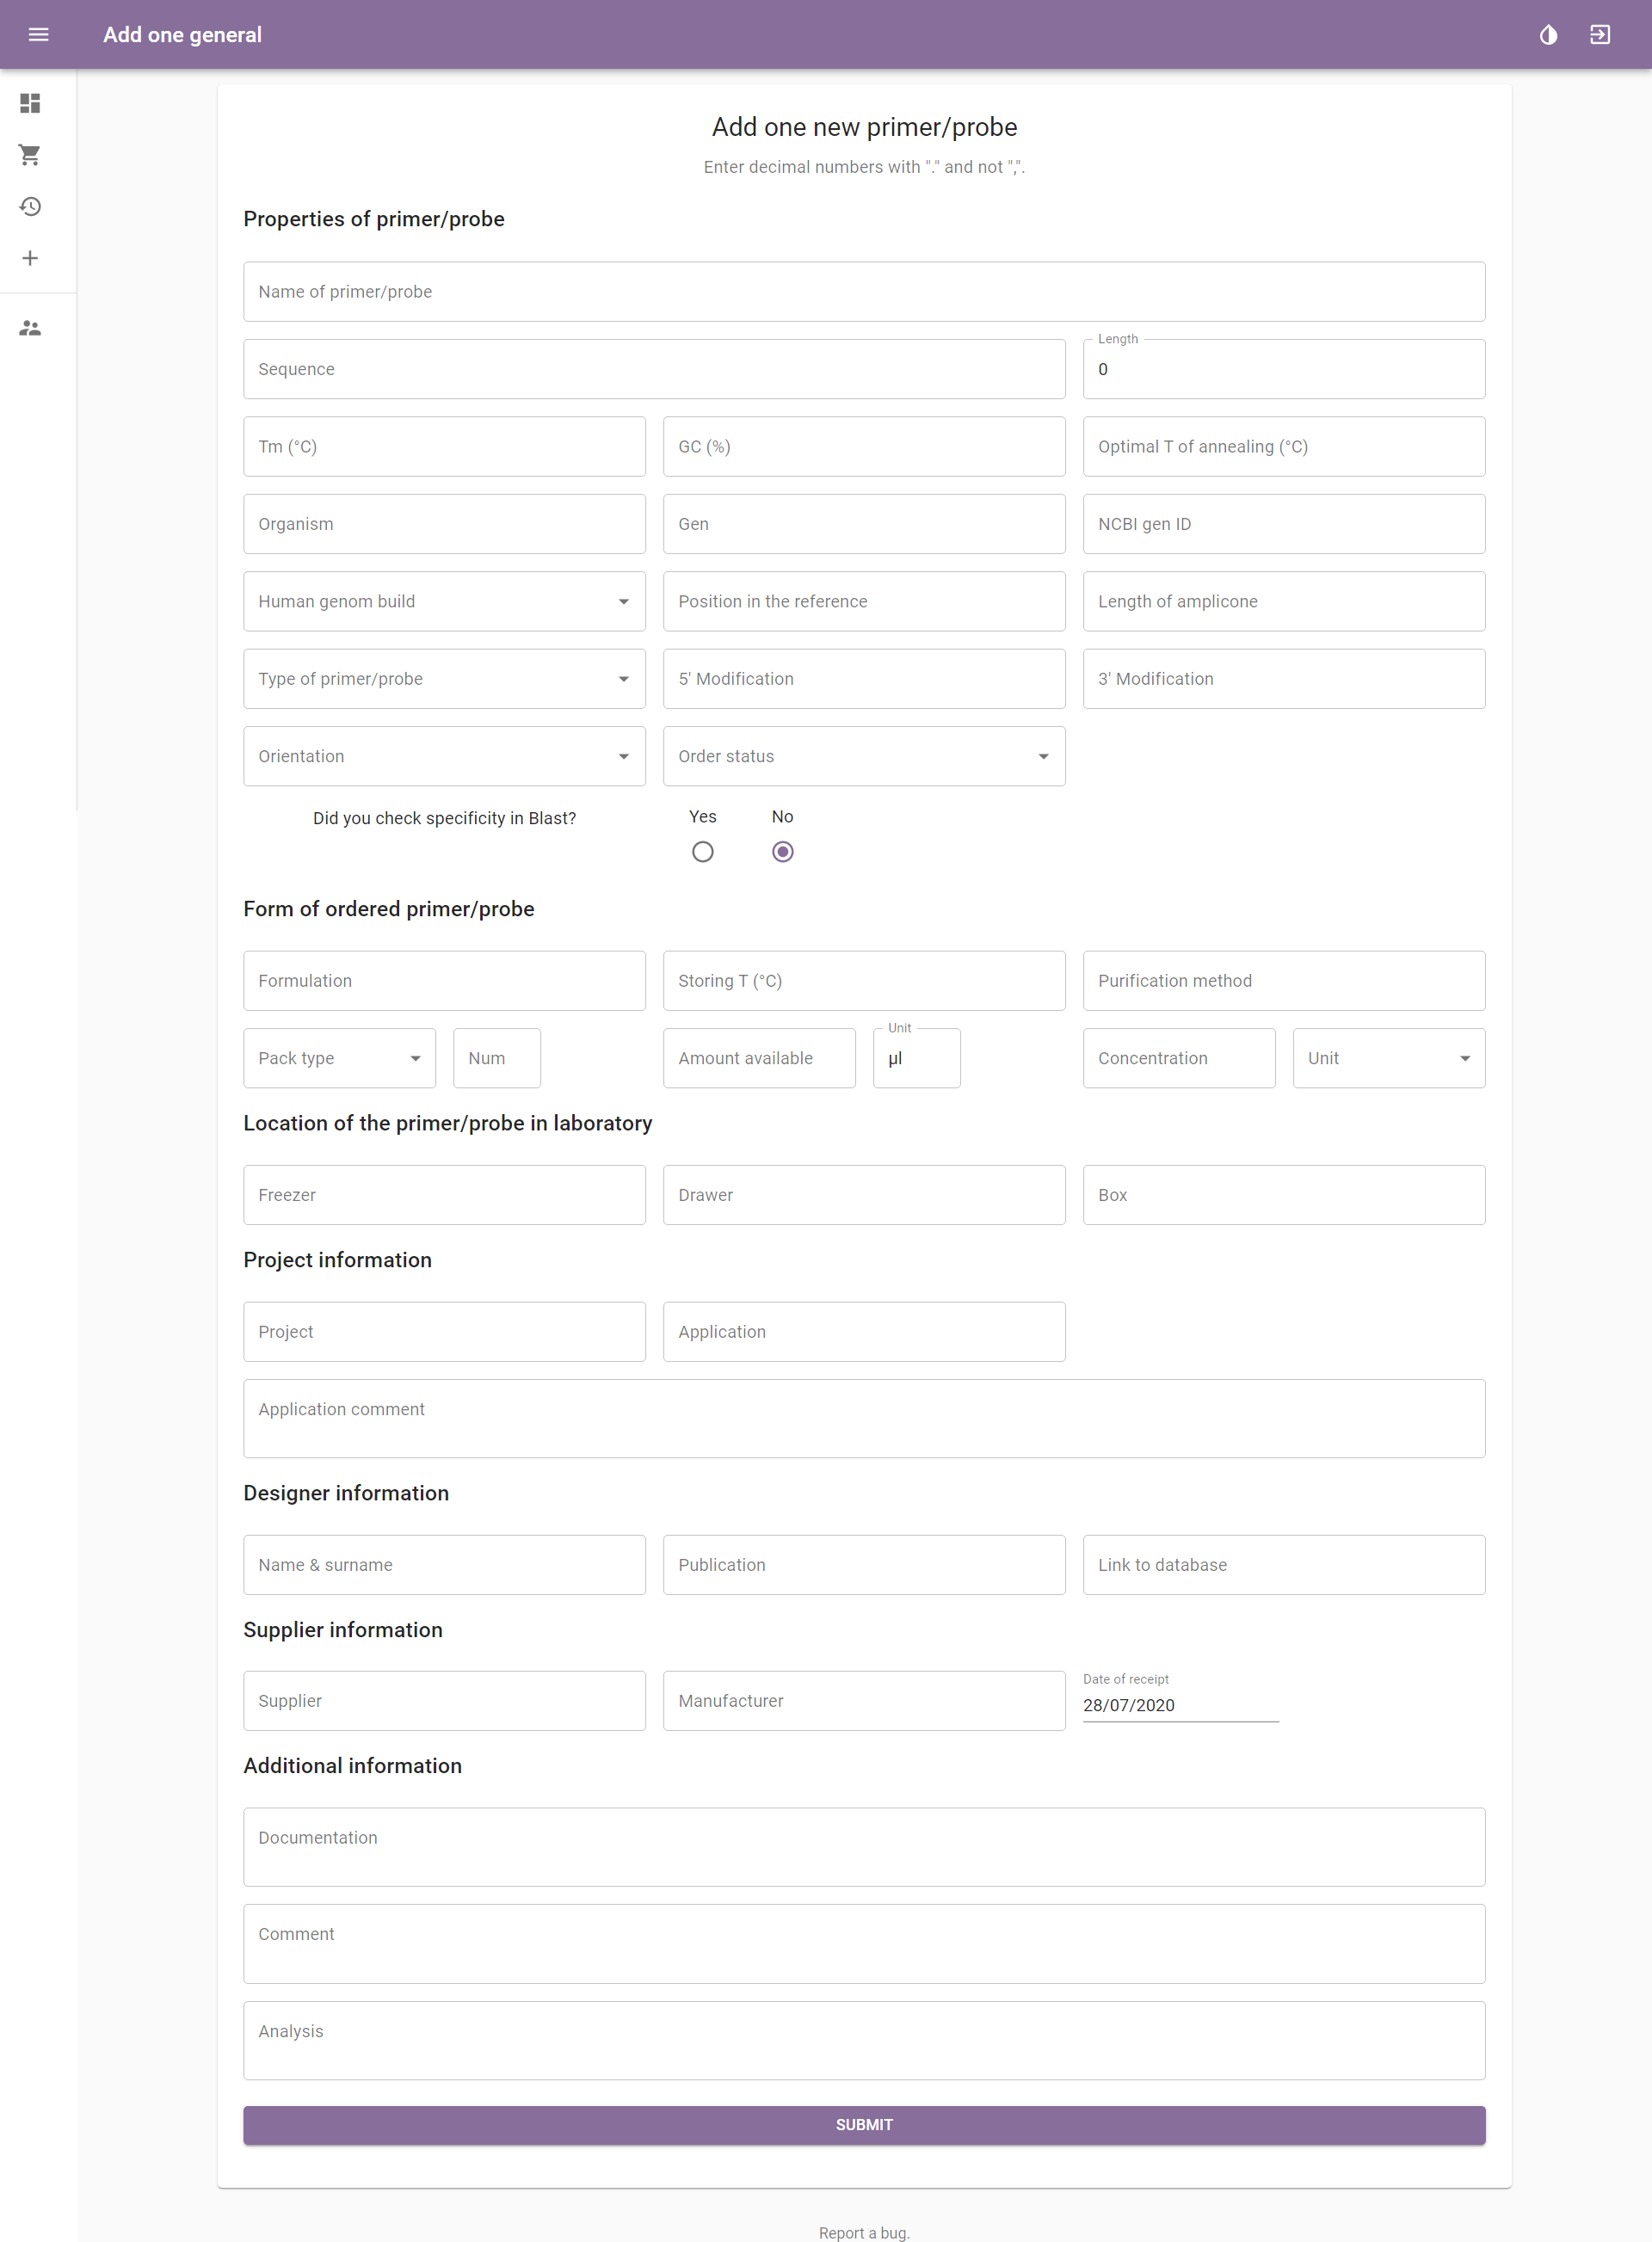 Add one general
Add one new primer/probe
Enter decimal numbers with "." and not ",".
Properties of primer/probe
Name of primer/probe
Sequence
Length
0
Tm (°C)
GC (%)
Optimal T of annealing (°C)
Organism
Gen
NCBI gen ID
Human genom build
Position in the reference
Length of amplicone
Type of primer/probe
5' Modification
3' Modification
Orientation
Order status
Did you check specificity in Blast?
Yes
No
Form of ordered primer/probe
Formulation
Storing T (°C)
Purification method
Pack type
Num
Amount available
Unit
µl
Concentration
Unit
Location of the primer/probe in laboratory
Freezer
Drawer
Box
Project information
Project
Application
Application comment
Designer information
Name & surname
Publication
Link to database
Supplier information
Supplier
Manufacturer
Date of receipt
28/07/2020
Additional information
Documentation
Comment
Analysis
SUBMIT
Report a bug.